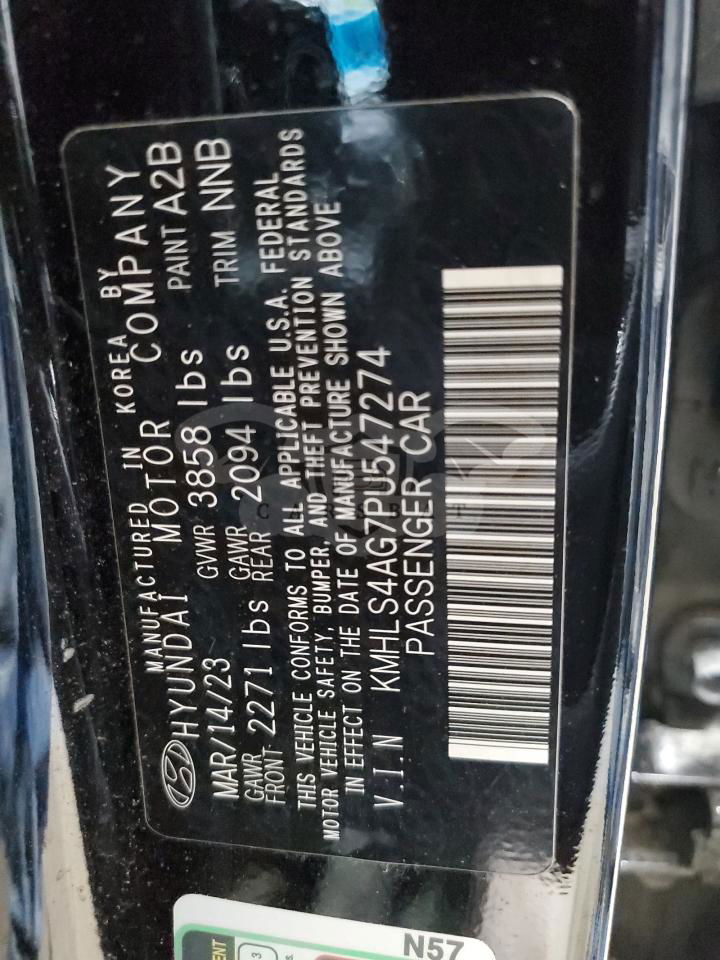 MANUFACTURED IN KOREA BY
HYUNDAI MOTOR COMPANY
MAR/14/23 GVWR 3858 lbs PAINT A2B
GAWR FRONT 2271 lbs GAWR REAR 2094 lbs TRIM NNB
THIS VEHICLE CONFORMS TO ALL APPLICABLE U.S.A. FEDERAL
MOTOR VEHICLE SAFETY, BUMPER, AND THEFT PREVENTION STANDARDS
IN EFFECT ON THE DATE OF MANUFACTURE SHOWN ABOVE
V.I.N KMHLS4AG7PU547274
PASSENGER CAR
N57